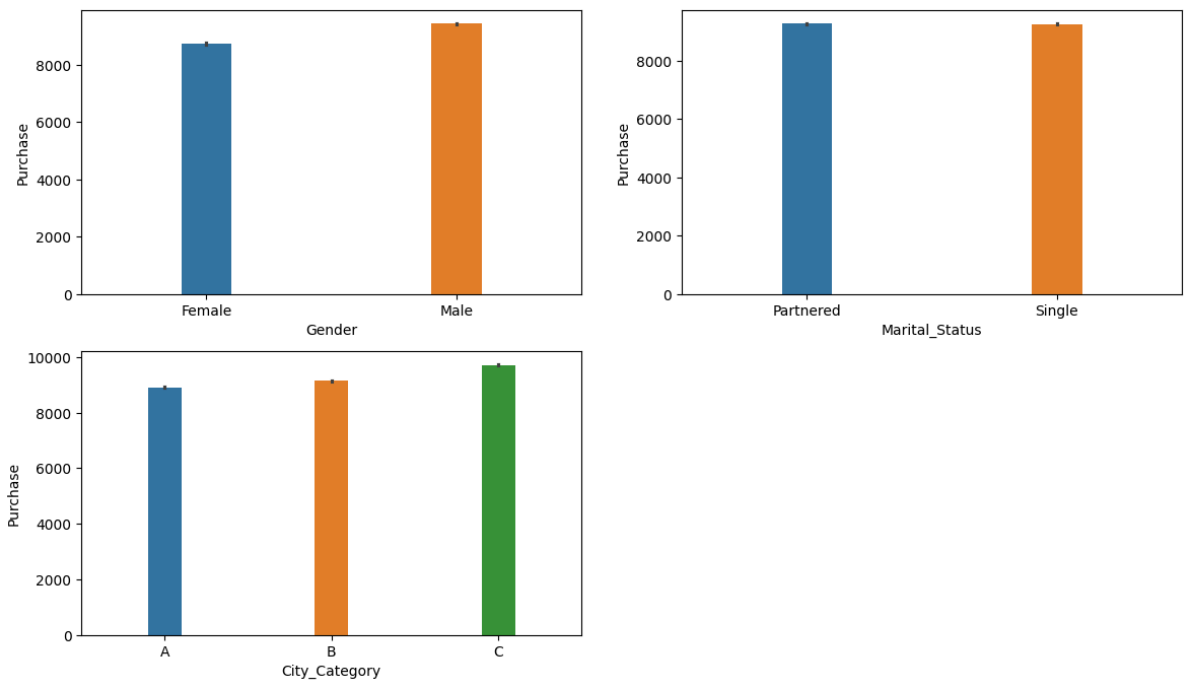 Purchase
8000
6000
4000
2000
0
Female Male
Gender
Purchase
8000
6000
4000
2000
0
Partnered Single
Marital_Status
Purchase
10000
8000
6000
4000
2000
0
A B C
City_Category